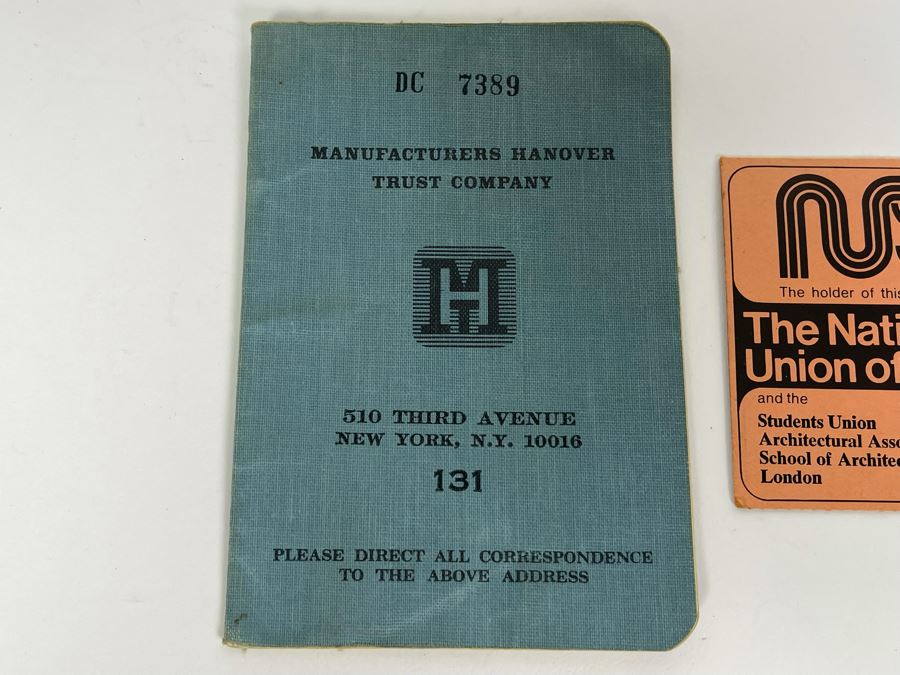 DC 7389
MANUFACTURERS HANOVER
TRUST COMPANY
MHT
510 THIRD AVENUE
NEW YORK, N.Y. 10016
131
PLEASE DIRECT ALL CORRESPONDENCE
TO THE ABOVE ADDRESS
The holder of this
The Nati
Union of
and the
Students Union
Architectural Asso
School of Architec
London